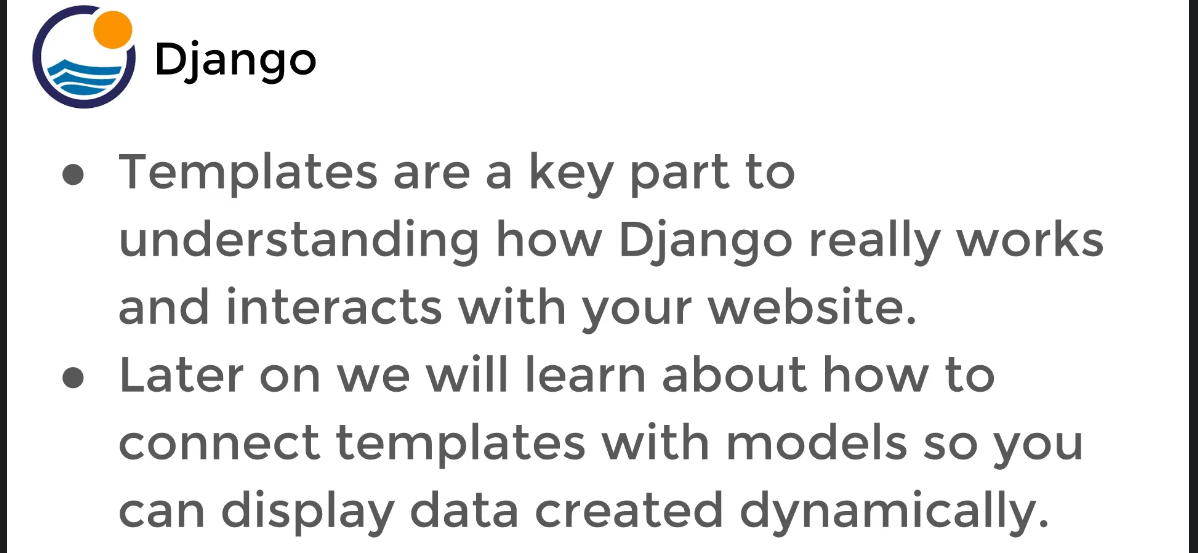 Django
● Templates are a key part to
understanding how Django really works
and interacts with your website.
● Later on we will learn about how to
connect templates with models so you
can display data created dynamically.